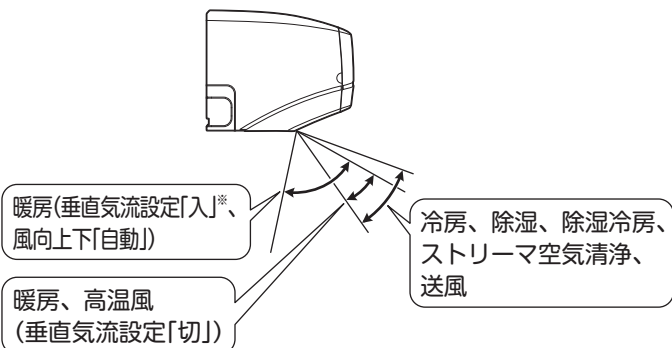 暖房(垂直気流設定｢入｣※、
風向上下｢自動｣)
暖房、高温風
(垂直気流設定｢切｣)
冷房、除湿、除湿冷房、
ストリーマ空気清浄、
送風